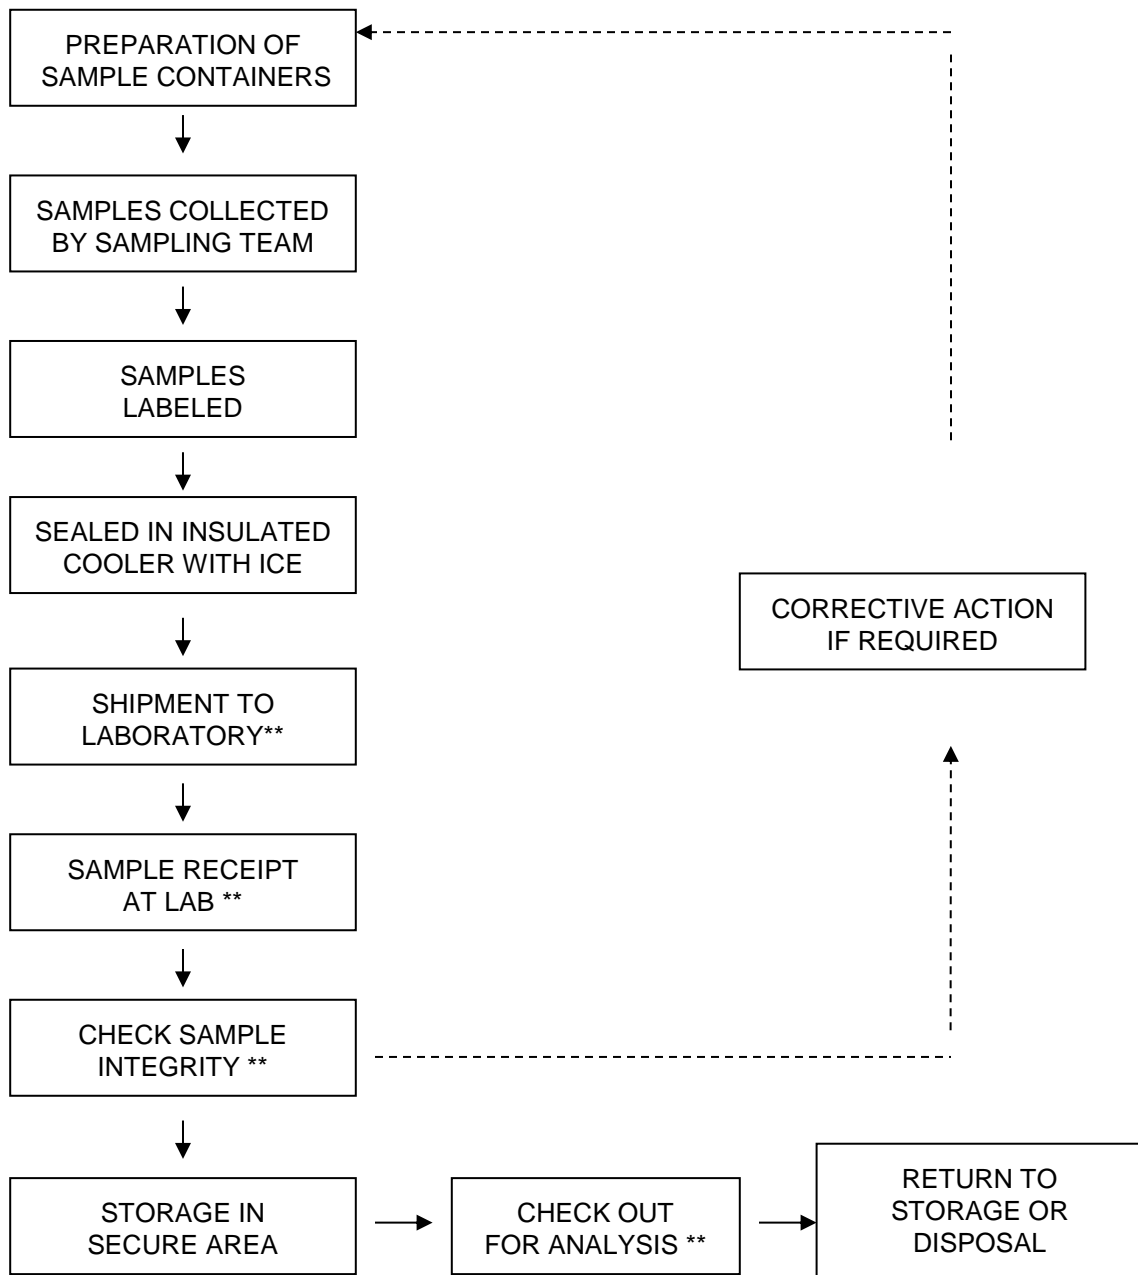 PREPARATION OF
SAMPLE CONTAINERS
SAMPLES COLLECTED
BY SAMPLING TEAM
SAMPLES
LABELED
SEALED IN INSULATED
COOLER WITH ICE
CORRECTIVE ACTION
IF REQUIRED
SHIPMENT TO
LABORATORY**
SAMPLE RECEIPT
AT LAB **
CHECK SAMPLE
INTEGRITY **
STORAGE IN
SECURE AREA
CHECK OUT
FOR ANALYSIS **
RETURN TO
STORAGE OR
DISPOSAL